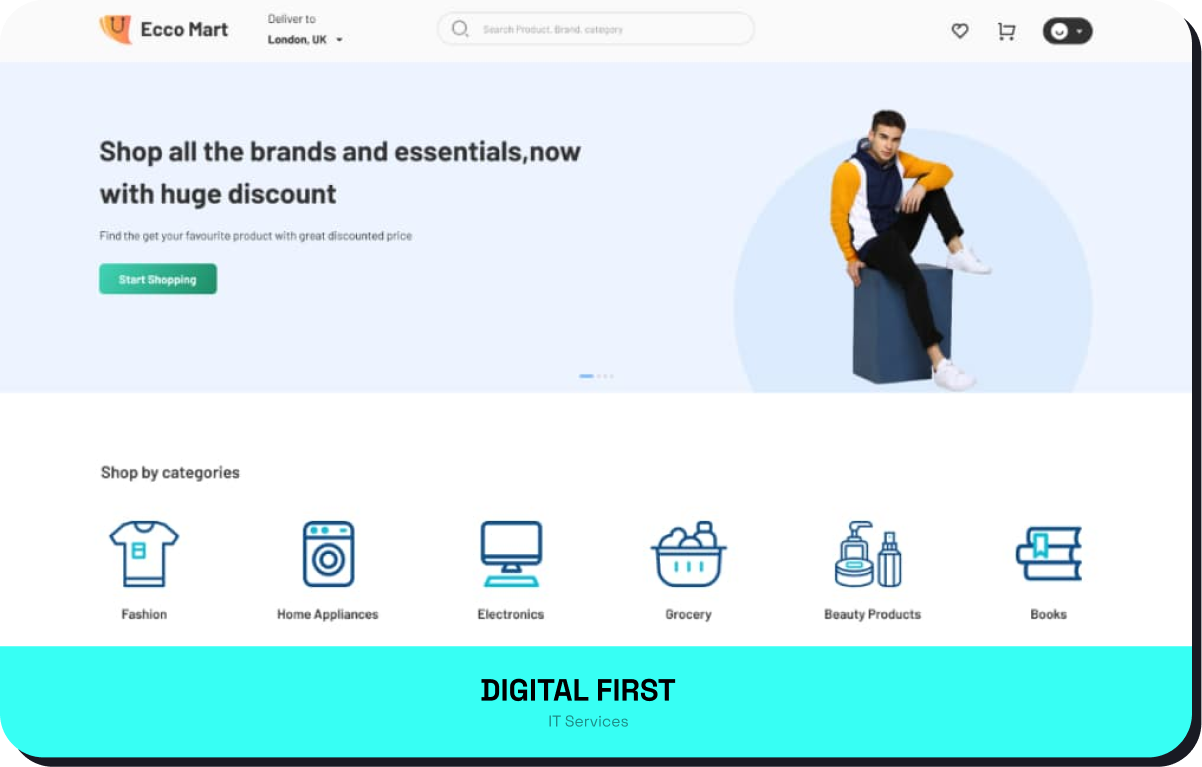 Ecco Mart
Deliver to
London, UK
Search Product, Brand, category
Shop all the brands and essentials,now
with huge discount
Find the get your favourite product with great discounted price
Start Shopping
Shop by categories
Fashion
Home Appliances
Electronics
Grocery
Beauty Products
Books
DIGITAL FIRST
IT Services